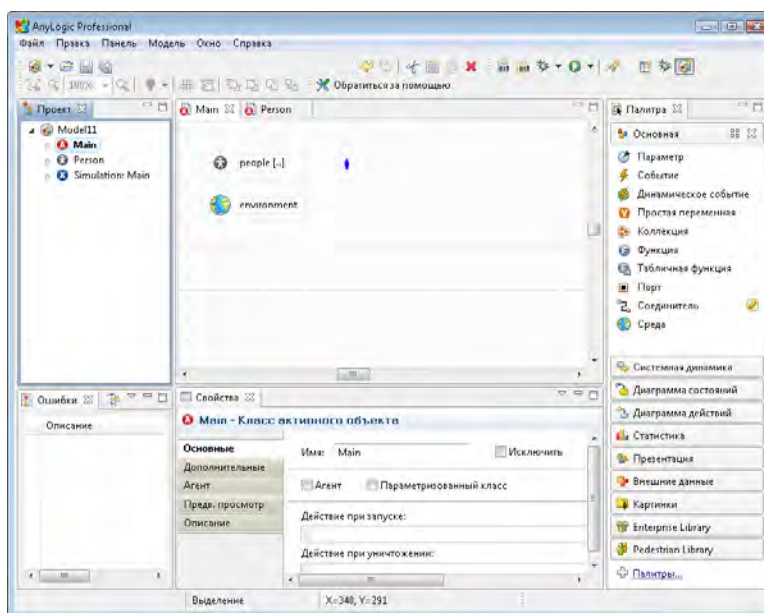 AnyLogic Professional
Файл Правка Панель Модель Окно Справка
100%
Обратиться за помощью
Проект
Model11
Main
Person
Simulation: Main
Main
Person
people [..]
environment
Палитра
Основная
Параметр
Событие
Динамическое событие
Простая переменная
Коллекция
Функция
Табличная функция
Порт
Соединитель
Среда
Системная динамика
Диаграмма состояний
Диаграмма действий
Статистика
Презентация
Внешние данные
Картинки
Enterprise Library
Pedestrian Library
Палитры...
Ошибки
Описание
Свойства
Main - Класс активного объекта
Основные
Дополнительные
Агент
Предв. просмотр
Описание
Имя: Main
Исключить
Агент
Параметризованный класс
Действие при запуске:
Действие при уничтожении:
Выделение
X=340, Y=291